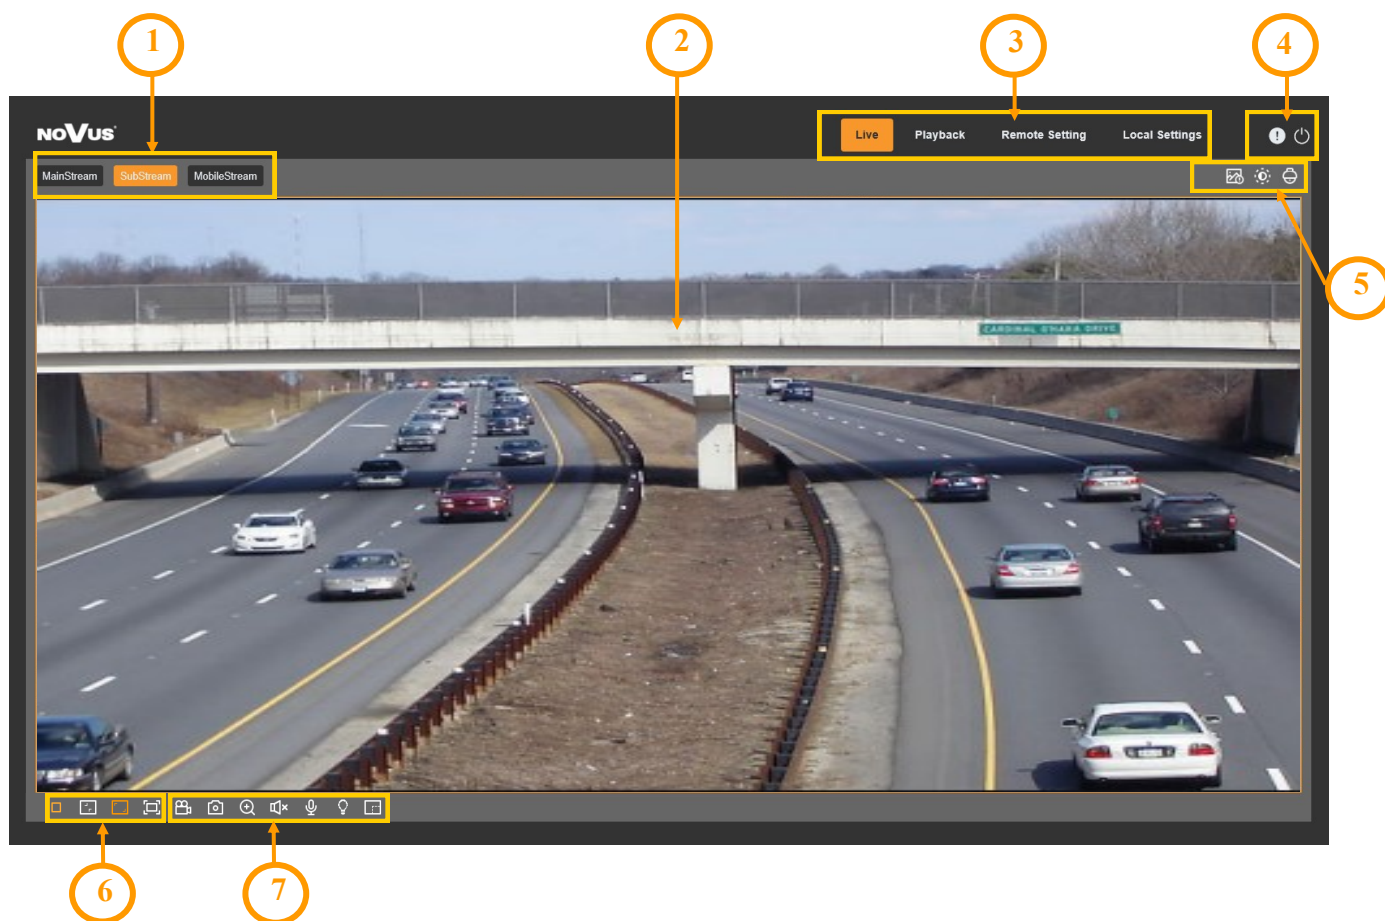 1 2 3 4
NOVUS
Live Playback Remote Setting Local Settings
MainStream SubStream MobileStream
5
CARDINAL O'HARA DRIVE
6 7